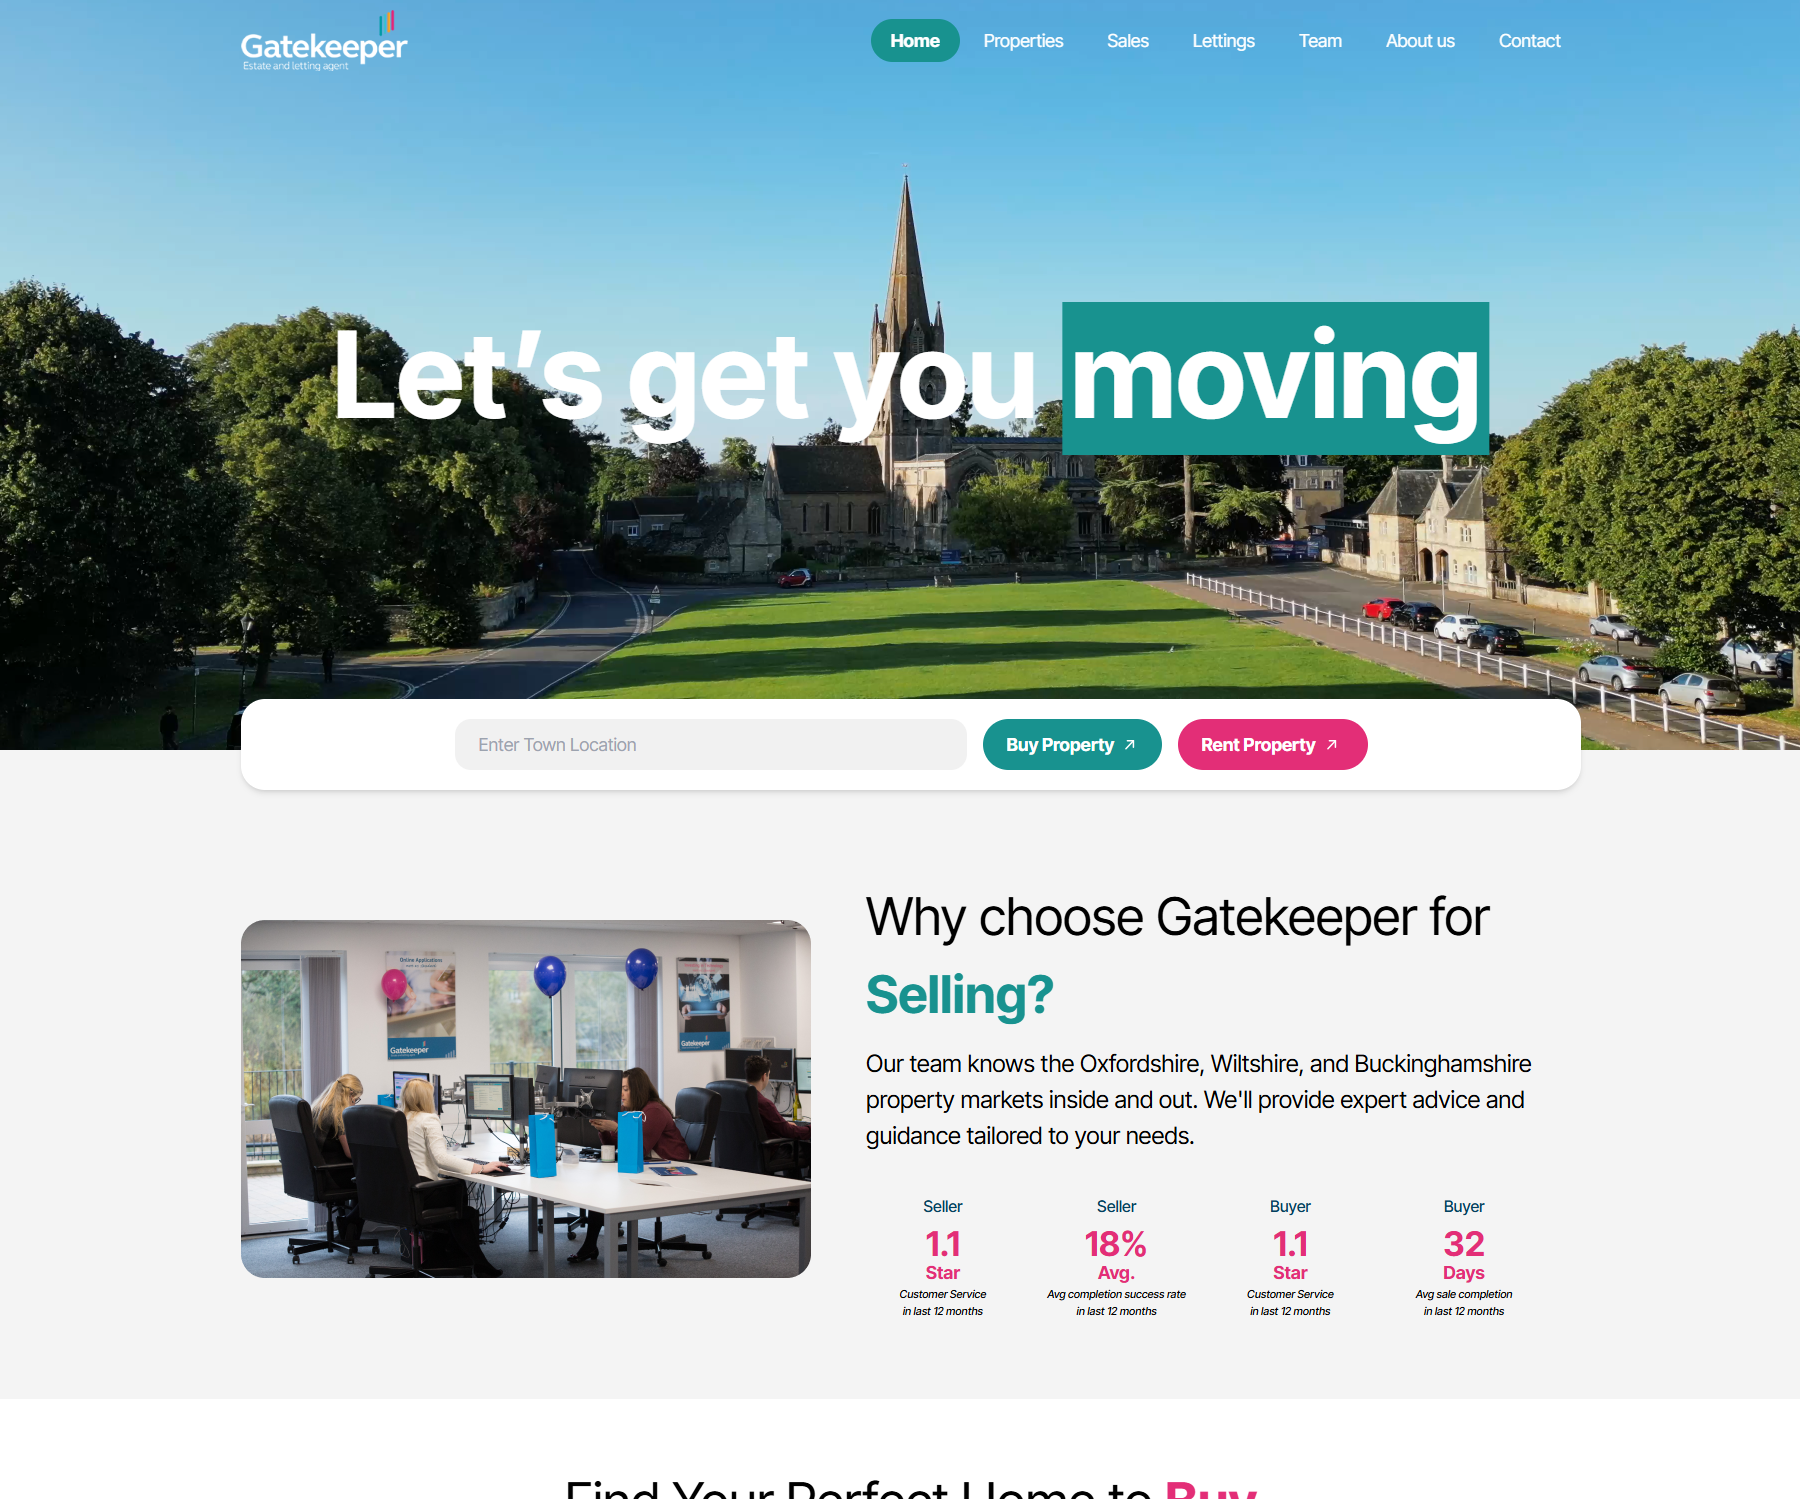 Gatekeeper
Estate and letting agent
Home
Properties
Sales
Lettings
Team
About us
Contact
Let’s get you moving
Enter Town Location
Buy Property
Rent Property
Online Applications
Gatekeeper
Gatekeeper
Why choose Gatekeeper for
Selling?
Our team knows the Oxfordshire, Wiltshire, and Buckinghamshire
property markets inside and out. We'll provide expert advice and
guidance tailored to your needs.
Seller
1.1
Star
Customer Service
in last 12 months
Seller
18%
Avg.
Avg completion success rate
in last 12 months
Buyer
1.1
Star
Customer Service
in last 12 months
Buyer
32
Days
Avg sale completion
in last 12 months
Find Your Perfect Home to Buy